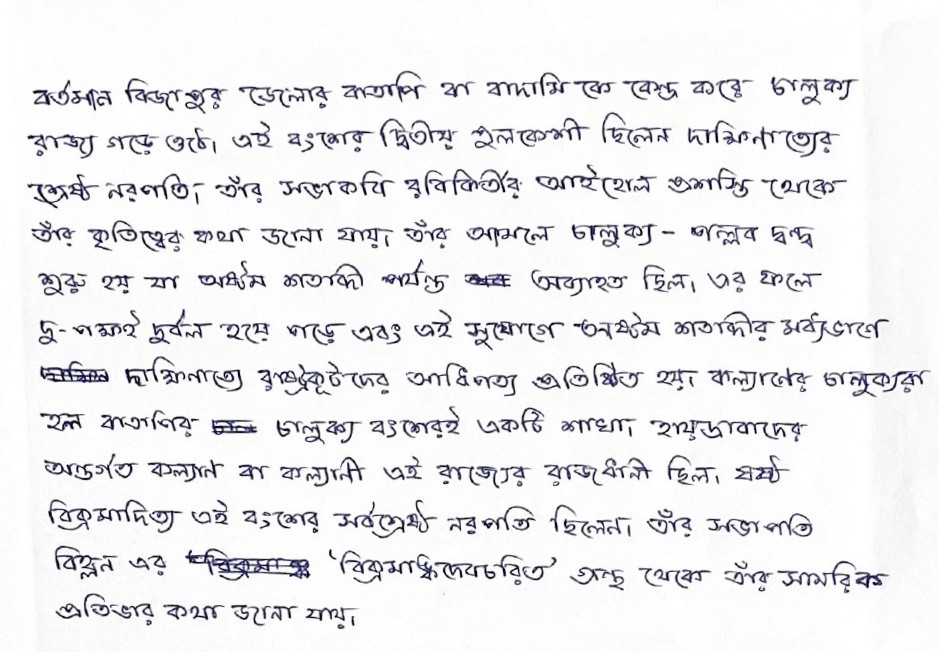 বর্তমান বিজাপুর জেলার বাতাপি বা বাদামি কে কেন্দ্র করে চালুক্য
রাজ্য গড়ে ওঠে। এই বংশের দ্বিতীয় পুলকেশী ছিলেন দাক্ষিণাত্যের
শ্রেষ্ঠ নরপতি, তাঁর সভাকবি রবিকির্তীর আইহোল প্রশস্তি থেকে
তাঁর কৃতিত্বের কথা জানা যায়। তাঁর আমলে চালুক্য - পল্লব দ্বন্দ্ব
শুরু হয় যা অষ্টম শতাব্দী পর্যন্ত অব্যাহত ছিল। এর ফলে
দু-পক্ষই দুর্বল হয়ে পড়ে এবং এই সুযোগে অষ্টম শতাব্দীর মধ্যভাগে
দাক্ষিনাত্যে রাষ্ট্রকূটদের আধিপত্য প্রতিষ্ঠিত হয়। কল্যাণের চালুক্যরা
হল বাতাপির চালুক্য বংশেরই একটি শাখা, হায়দ্রাবাদের
অন্তর্গত কল্যান বা কল্যানী এই রাজ্যের রাজধানী ছিল। ষষ্ঠ
বিক্রমাদিত্য এই বংশের সর্বশ্রেষ্ঠ নরপতি ছিলেন। তাঁর সভাপতি
বিহ্লন এর 'বিক্রমাঙ্কদেবচরিত' গ্রন্থ থেকে তাঁর সামরিক
প্রতিভার কথা জানা যায়।